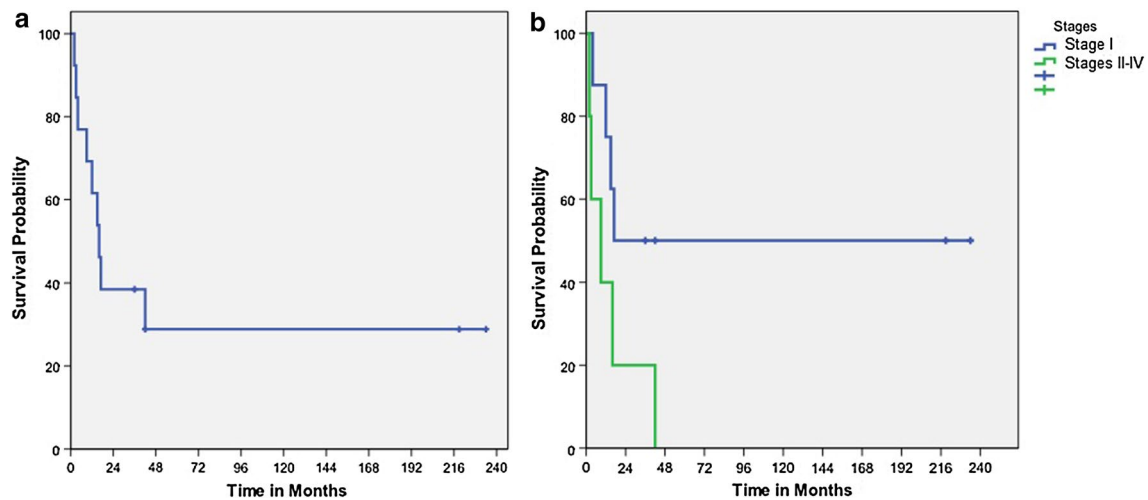 a
100
80
60
40
20
0
Survival Probability
0 24 48 72 96 120 144 168 192 216 240
Time in Months
b
100
80
60
40
20
0
Survival Probability
0 24 48 72 96 120 144 168 192 216 240
Time in Months
Stages
Stage I
Stages II-IV